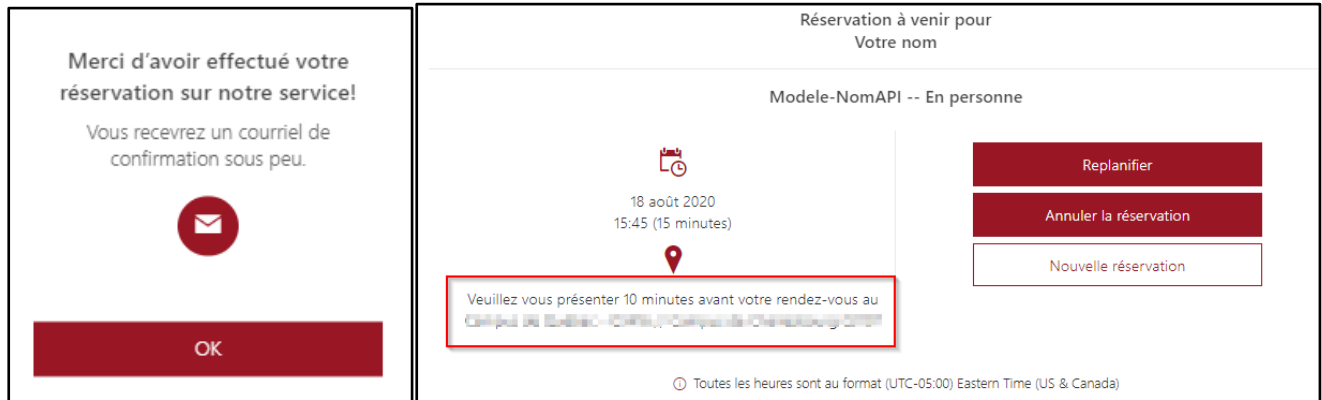 Merci d'avoir effectué votre
réservation sur notre service!
Vous recevrez un courriel de
confirmation sous peu.
OK
Réservation à venir pour
Votre nom
Modele-NomAPI -- En personne
18 août 2020
15:45 (15 minutes)
Veuillez vous présenter 10 minutes avant votre rendez-vous au
Replanifier
Annuler la réservation
Nouvelle réservation
Toutes les heures sont au format (UTC-05:00) Eastern Time (US & Canada)